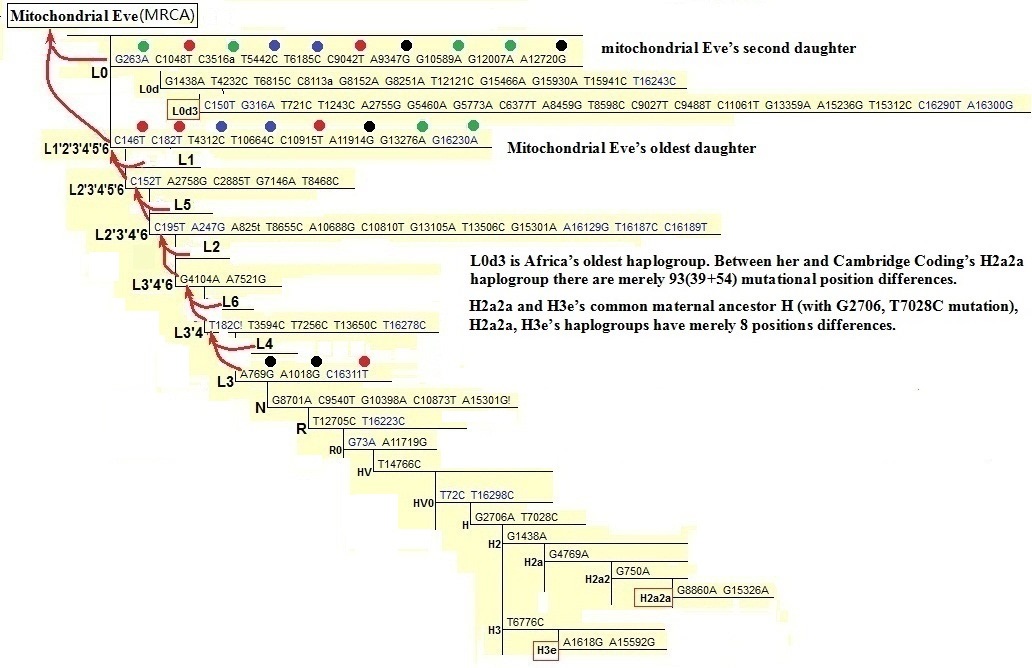 Mitochondrial Eve(MRCA)
G263A C1048T C3516a T5442C T6185C C9042T A9347G G10589A G12007A A12720G
mitochondrial Eve's second daughter
L0
G1438A T4232C T6815C C8113a G8152A G8251A T12121C G15466A G15930A T15941C T16243C
L0d
C150T G316A T721C T1243C A2755G G5460A G5773A C6377T A8459G T8598C C9027T C9488T C11061T G13359A A15236G T15312C C16290T A16300G
L0d3
C146T C182T T4312C T10664C C10915T A11914G G13276A G16230A
Mitochondrial Eve's oldest daughter
L1'2'3'4'5'6
L1
C152T A2758G C2885T G7146A T8468C
L2'3'4'5'6
L5
C195T A247G A825t T8655C A10688G C10810T G13105A T13506C G15301A A16129G T16187C C16189T
L2'3'4'6
L2
L0d3 is Africa's oldest haplogroup. Between her and Cambridge Coding's H2a2a
haplogroup there are merely 93(39+54) mutational position differences.
G4104A A7521G
L3'4'6
L6
H2a2a and H3e's common maternal ancestor H (with G2706, T7028C mutation),
H2a2a, H3e's haplogroups have merely 8 positions differences.
T182C! T3594C T7256C T13650C T16278C
L3'4
L4
A769G A1018G C16311T
L3
G8701A C9540T G10398A C10873T A15301G!
N
T12705C T16223C
R
G73A A11719G
R0
T14766C
HV
T72C T16298C
HV0
G2706A T7028C
H
G1438A
H2
G4769A
H2a
G750A
H2a2
G8860A G15326A
H2a2a
T6776C
H3
A1618G A15592G
H3e